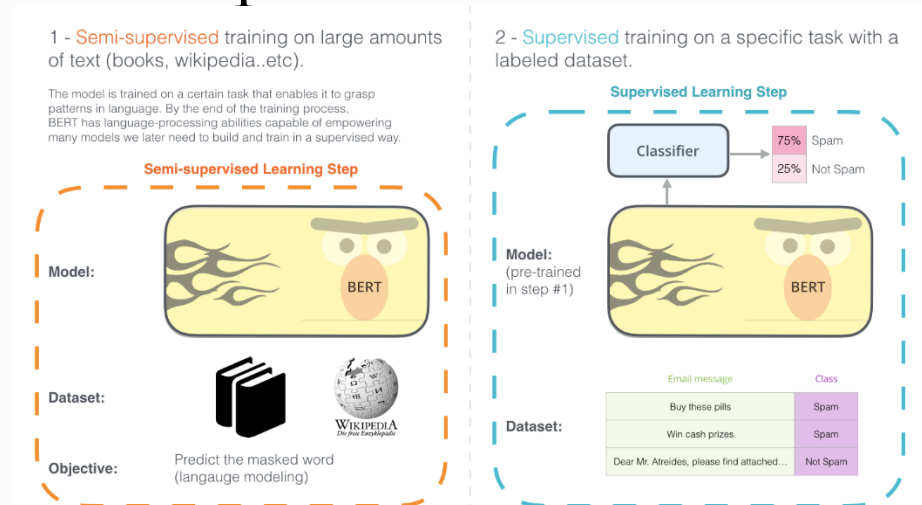 1 - Semi-supervised training on large amounts
of text (books, wikipedia..etc).
The model is trained on a certain task that enables it to grasp
patterns in language. By the end of the training process,
BERT has language-processing abilities capable of empowering
many models we later need to build and train in a supervised way.
Semi-supervised Learning Step
Model:
BERT
Dataset:
WIKIPEDIA
Die freie Enzyklopädie
Objective:
Predict the masked word
(langauge modeling)
2 - Supervised training on a specific task with a
labeled dataset.
Supervised Learning Step
Classifier
75% Spam
25% Not Spam
Model:
(pre-trained
in step #1)
BERT
Dataset:
Email message Class
Buy these pills Spam
Win cash prizes Spam
Dear Mr. Atreides, please find attached... Not Spam